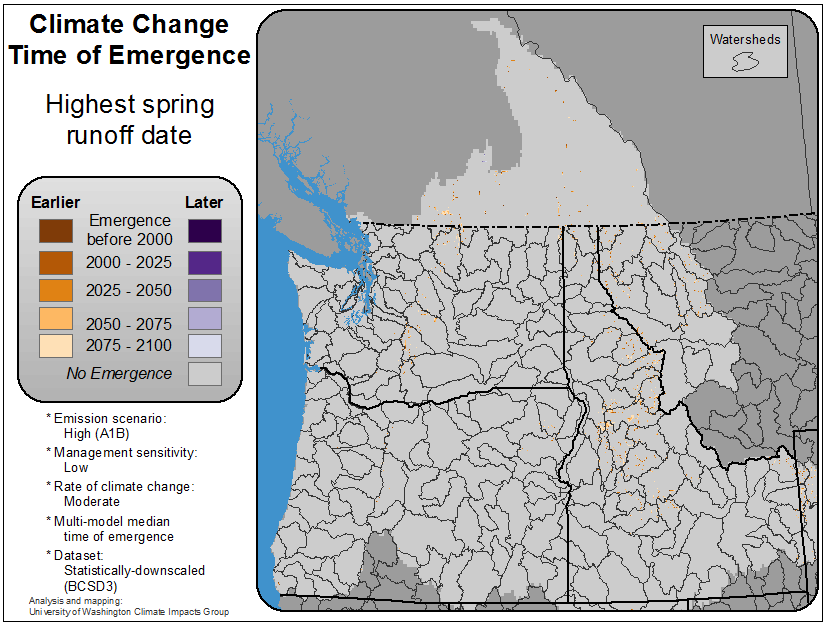 Climate Change
Time of Emergence
Highest spring
runoff date
Earlier Later
Emergence
before 2000
2000 - 2025
2025 - 2050
2050 - 2075
2075 - 2100
No Emergence
* Emission scenario:
High (A1B)
* Management sensitivity:
Low
* Rate of climate change:
Moderate
* Multi-model median
time of emergence
* Dataset:
Statistically-downscaled
(BCSD3)
Analysis and mapping:
University of Washington Climate Impacts Group
Watersheds